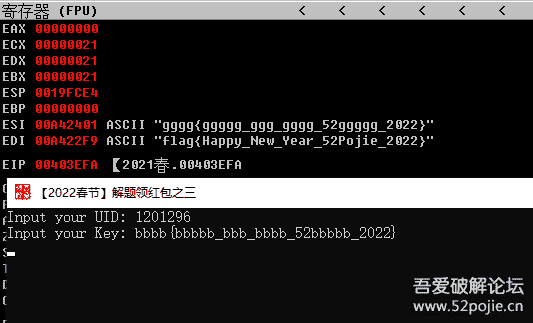 寄存器 (FPU) < < < < < <
EAX 00000000
ECX 00000021
EDX 00000021
EBX 00000021
ESP 0019FCE4
EBP 00000000
ESI 00A42401 ASCII "gggg{ggggg_ggg_gggg_52ggggg_2022}"
EDI 00A422F9 ASCII "flag{Happy_New_Year_52Pojie_2022}"
EIP 00403EFA 【2021春.00403EFA
【2022春节】解题领红包之三
Input your UID: 1201296
Input your Key: bbbb{bbbbb_bbb_bbbb_52bbbbb_2022}
吾爱破解论坛
www.52pojie.cn